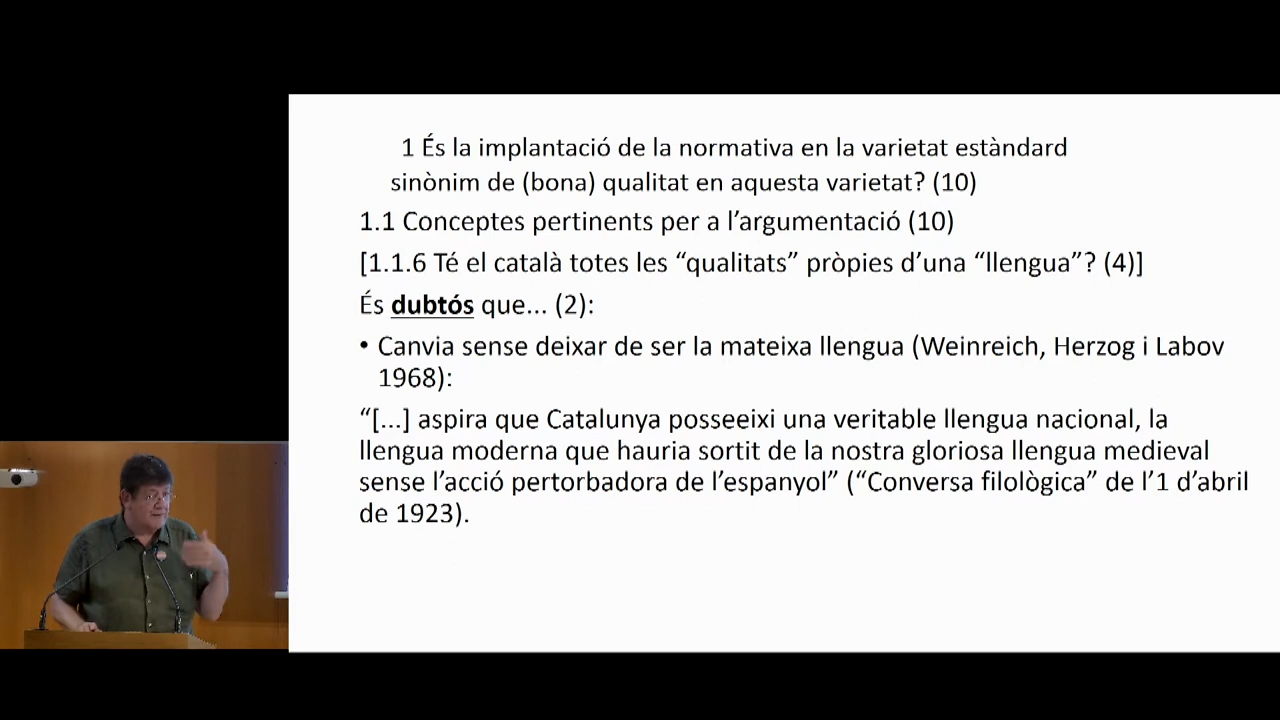 1 És la implantació de la normativa en la varietat estàndard
sinònim de (bona) qualitat en aquesta varietat? (10)
1.1 Conceptes pertinents per a l’argumentació (10)
[1.1.6 Té el català totes les “qualitats” pròpies d’una “llengua”? (4)]
És dubtós que... (2):
• Canvia sense deixar de ser la mateixa llengua (Weinreich, Herzog i Labov
1968):
“[...] aspira que Catalunya posseeixi una veritable llengua nacional, la
llengua moderna que hauria sortit de la nostra gloriosa llengua medieval
sense l’acció pertorbadora de l’espanyol” (“Conversa filològica” de l’1 d’abril
de 1923).